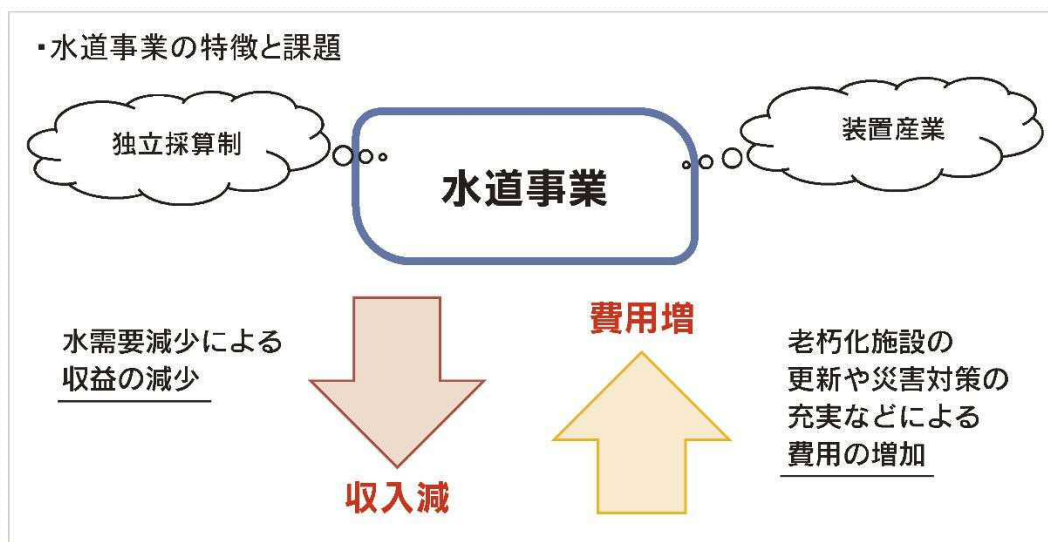 ・水道事業の特徴と課題
独立採算制
水道事業
装置産業
水需要減少による
収益の減少
収入減
費用増
老朽化施設の
更新や災害対策の
充実などによる
費用の増加